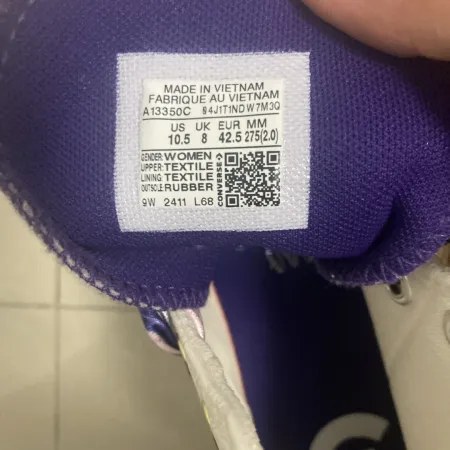 MADE IN VIETNAM
FABRIQUE AU VIETNAM
A13350C 4J1T1NDW7M3Q
US UK EUR MM
10.5 8 42.5 275(2.0)
GENDER: WOMEN
UPPER: TEXTILE
LINING: TEXTILE
OUTSOLE: RUBBER
CONVERSE
9W 2411 L68